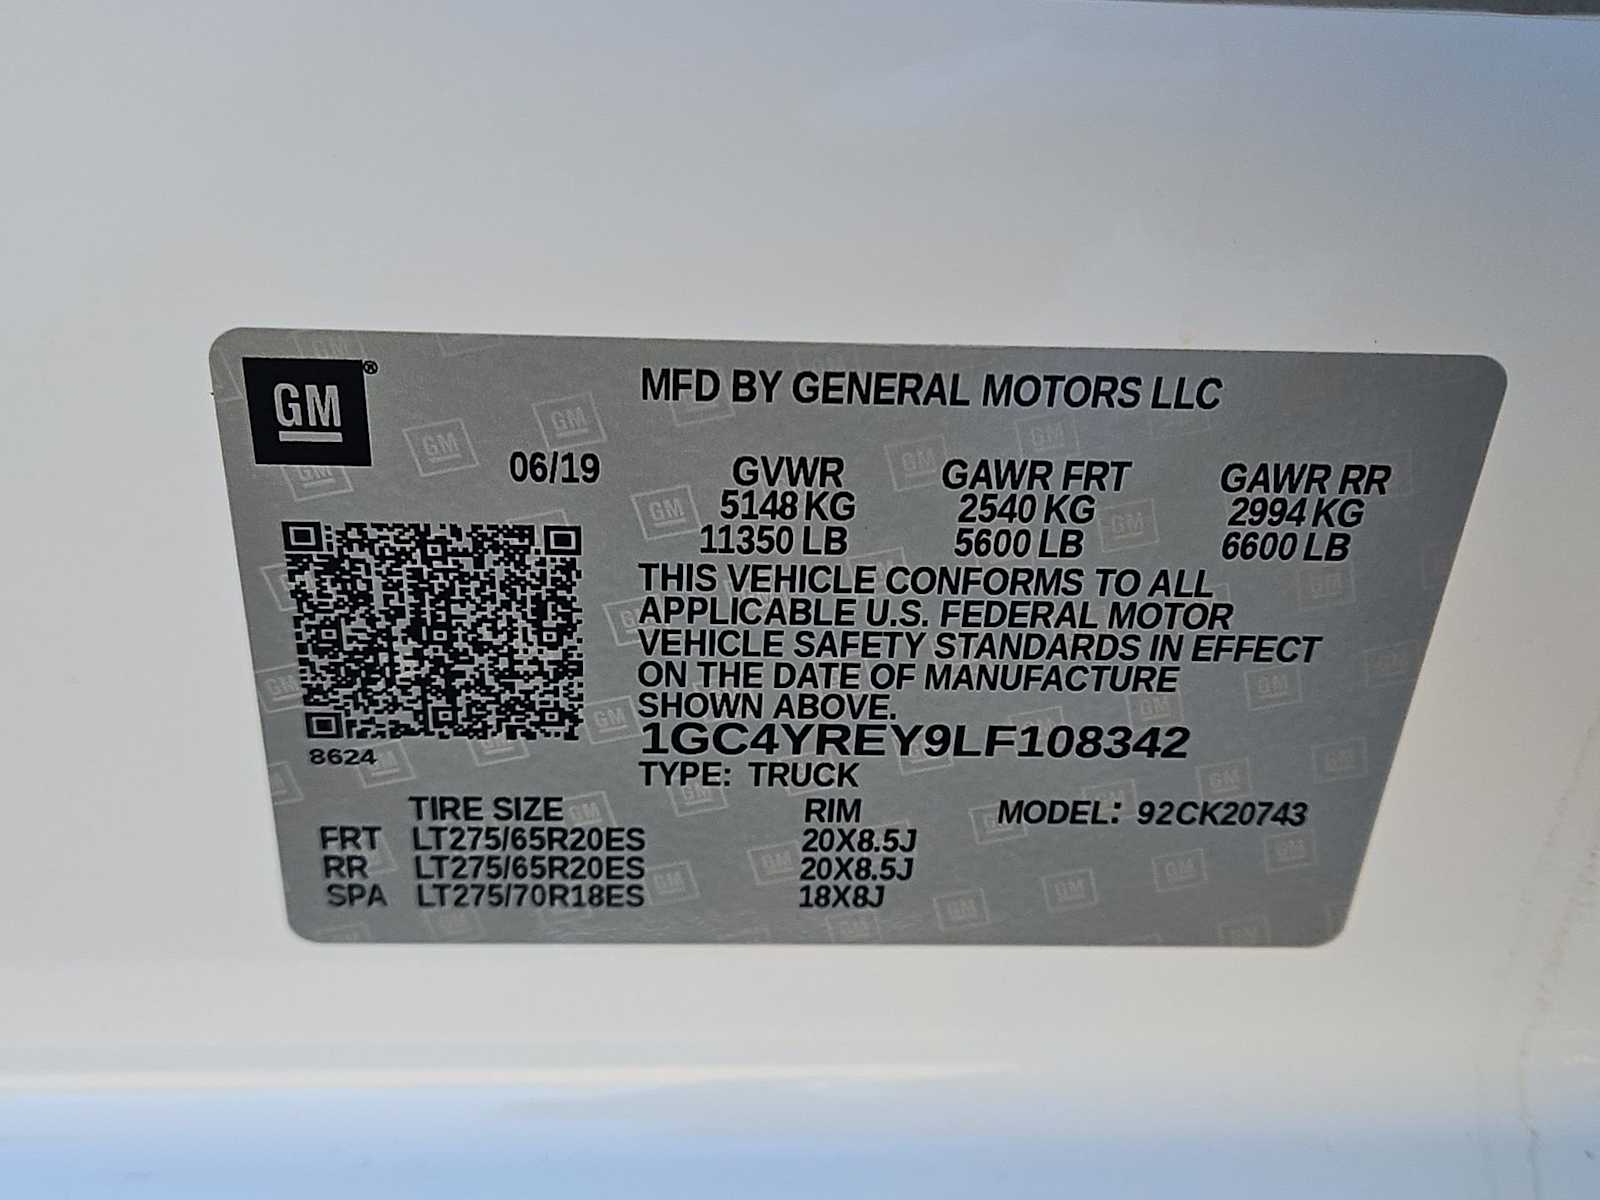 GM®
MFD BY GENERAL MOTORS LLC
06/19 GVWR GAWR FRT GAWR RR
5148 KG 2540 KG 2994 KG
11350 LB 5600 LB 6600 LB
THIS VEHICLE CONFORMS TO ALL
APPLICABLE U.S. FEDERAL MOTOR
VEHICLE SAFETY STANDARDS IN EFFECT
ON THE DATE OF MANUFACTURE
SHOWN ABOVE.
1GC4YREY9LF108342
8624
TYPE: TRUCK
TIRE SIZE RIM MODEL: 92CK20743
FRT LT275/65R20ES 20X8.5J
RR LT275/65R20ES 20X8.5J
SPA LT275/70R18ES 18X8J